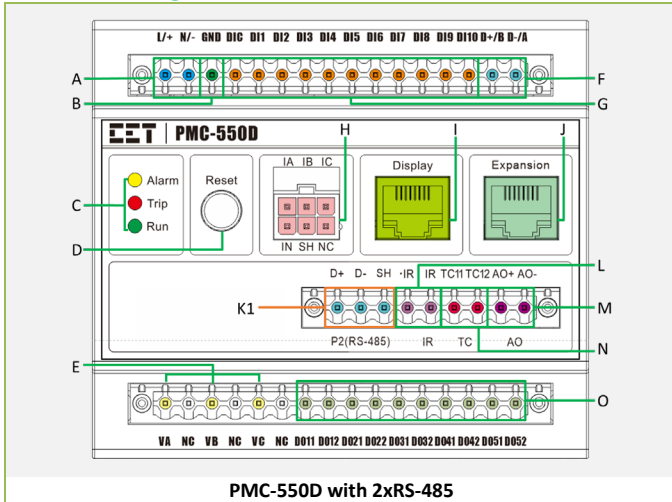 L/+ N/- GND DIC DI1 DI2 DI3 DI4 DI5 DI6 DI7 DI8 DI9 DI10 D+/B D-/A
A
F
B
G
CET PMC-550D
H
I
J
IA IB IC
Display
Expansion
Alarm
Reset
C
Trip
Run
D
IN SH NC
L
D+ D- SH ·IR IR TC11 TC12 AO+ AO-
K1
M
P2(RS-485) IR TC AO
N
E
O
VA NC VB NC VC NC DO11 DO12 DO21 DO22 DO31 DO32 DO41 DO42 DO51 DO52
PMC-550D with 2xRS-485